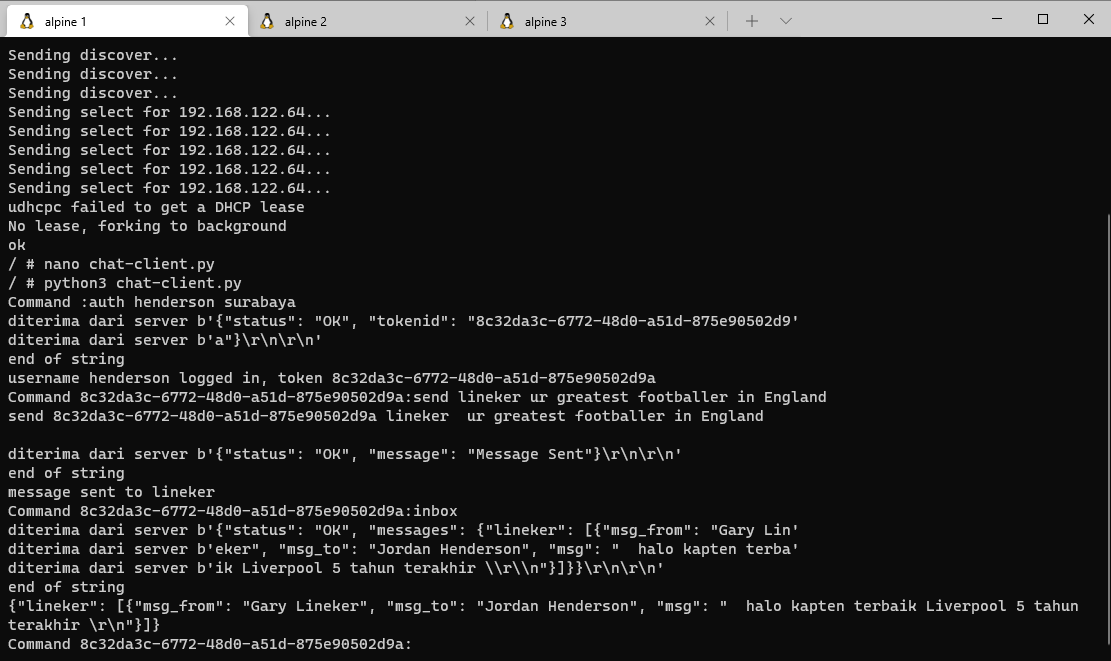 alpine 1
alpine 2
alpine 3
Sending discover...
Sending discover...
Sending discover...
Sending select for 192.168.122.64...
Sending select for 192.168.122.64...
Sending select for 192.168.122.64...
Sending select for 192.168.122.64...
Sending select for 192.168.122.64...
udhcpc failed to get a DHCP lease
No lease, forking to background
ok
/ # nano chat-client.py
/ # python3 chat-client.py
Command :auth henderson surabaya
diterima dari server b'{"status": "OK", "tokenid": "8c32da3c-6772-48d0-a51d-875e90502d9'
diterima dari server b'a"}\r\n\r\n'
end of string
username henderson logged in, token 8c32da3c-6772-48d0-a51d-875e90502d9a
Command 8c32da3c-6772-48d0-a51d-875e90502d9a:send lineker ur greatest footballer in England
send 8c32da3c-6772-48d0-a51d-875e90502d9a lineker  ur greatest footballer in England
diterima dari server b'{"status": "OK", "message": "Message Sent"}\r\n\r\n'
end of string
message sent to lineker
Command 8c32da3c-6772-48d0-a51d-875e90502d9a:inbox
diterima dari server b'{"status": "OK", "messages": {"lineker": [{"msg_from": "Gary Lin'
diterima dari server b'eker", "msg_to": "Jordan Henderson", "msg": "  halo kapten terba'
diterima dari server b'ik Liverpool 5 tahun terakhir \\r\\n"}]}}\r\n\r\n'
end of string
{"lineker": [{"msg_from": "Gary Lineker", "msg_to": "Jordan Henderson", "msg": "  halo kapten terbaik Liverpool 5 tahun
terakhir \r\n"}]}
Command 8c32da3c-6772-48d0-a51d-875e90502d9a: